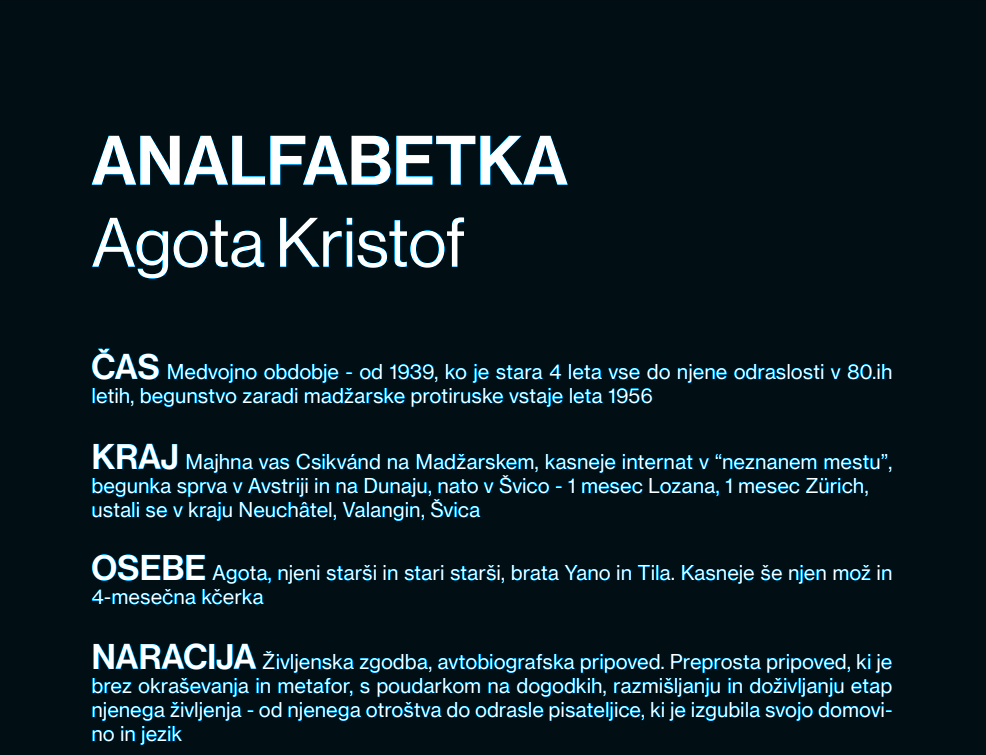 ANALFABETKA
Agota Kristof
ČAS Medvojno obdobje - od 1939, ko je stara 4 leta vse do njene odraslosti v 80.ih
letih, begunstvo zaradi madžarske protiruske vstaje leta 1956
KRAJ Majhna vas Csikvánd na Madžarskem, kasneje internat v “neznanem mestu”,
begunka sprva v Avstriji in na Dunaju, nato v Švico - 1 mesec Lozana, 1 mesec Zürich,
ustali se v kraju Neuchâtel, Valangin, Švica
OSEBE Agota, njeni starši in stari starši, brata Yano in Tila. Kasneje še njen mož in
4-mesečna kčerka
NARACIJA Življenska zgodba, avtobiografska pripoved. Preprosta pripoved, ki je
brez okraševanja in metafor, s poudarkom na dogodkih, razmišljanju in doživljanju etap
njenega življenja - od njenega otroštva do odrasle pisateljice, ki je izgubila svojo domovi-
no in jezik